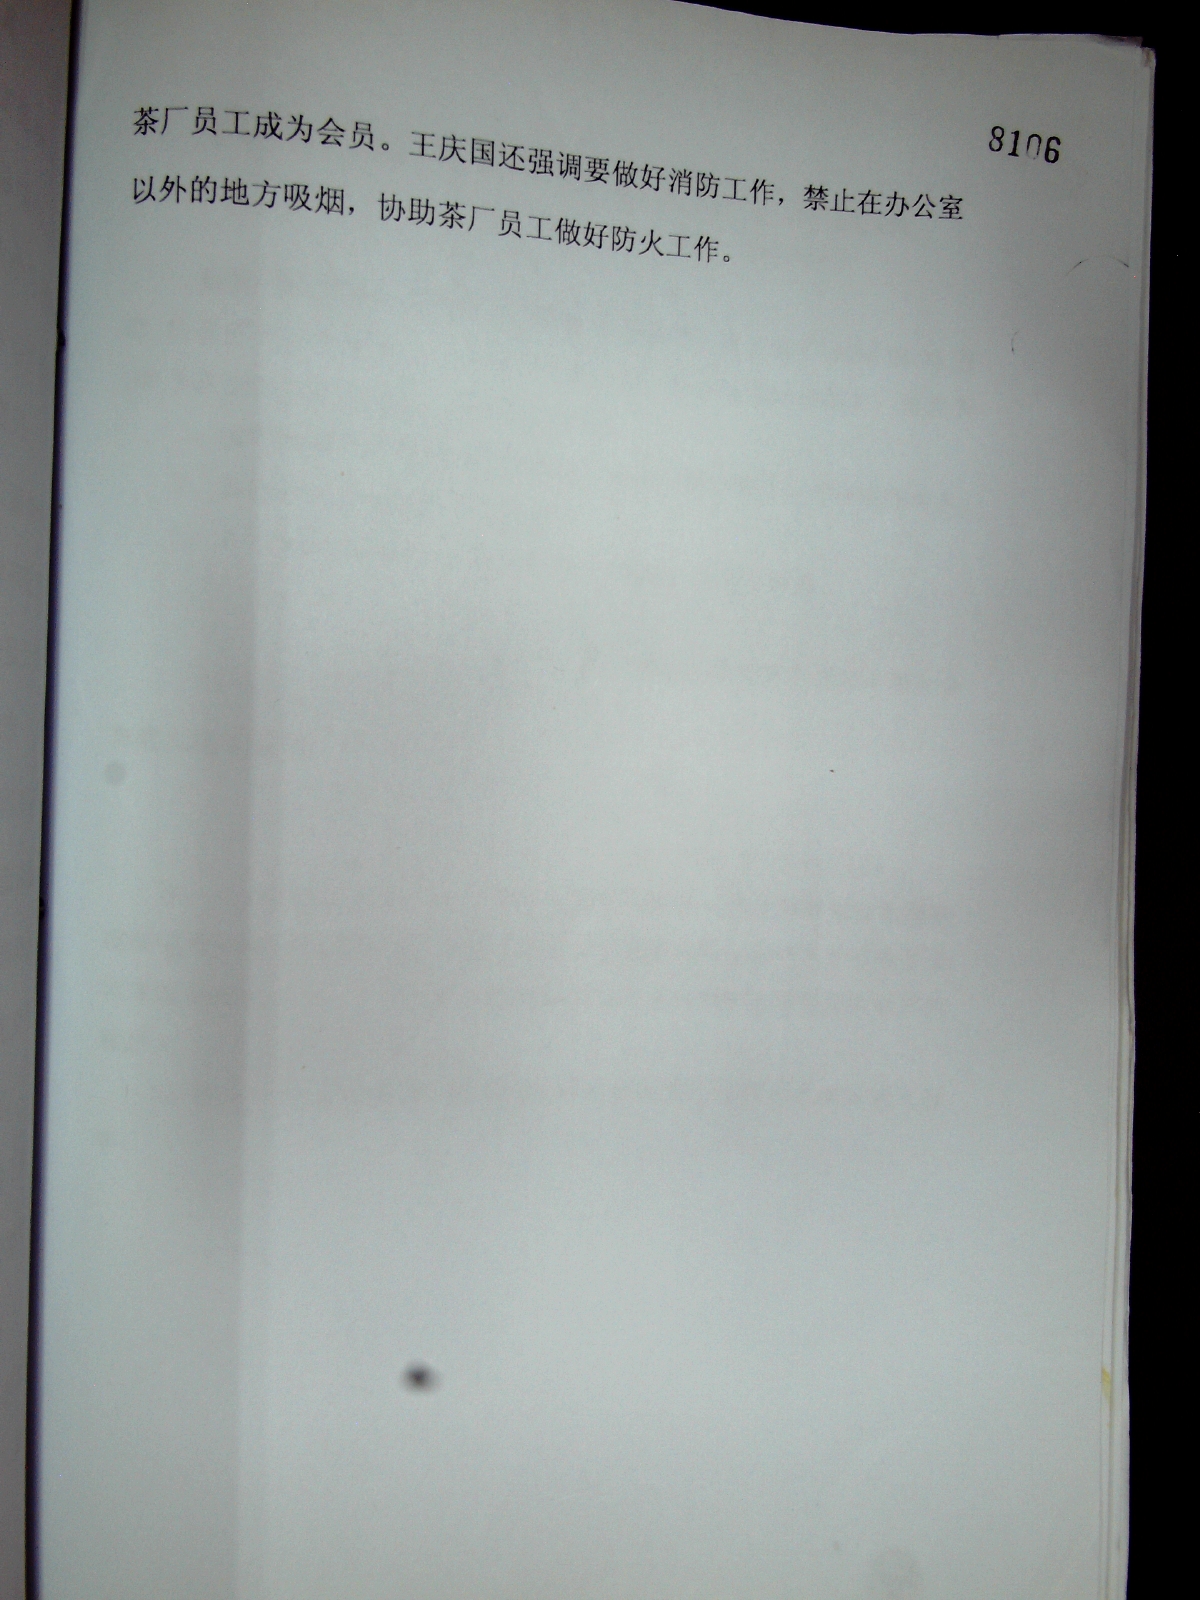 8106
茶厂员工成为会员。王庆国还强调要做好消防工作，禁止在办公室
以外的地方吸烟，协助茶厂员工做好防火工作。